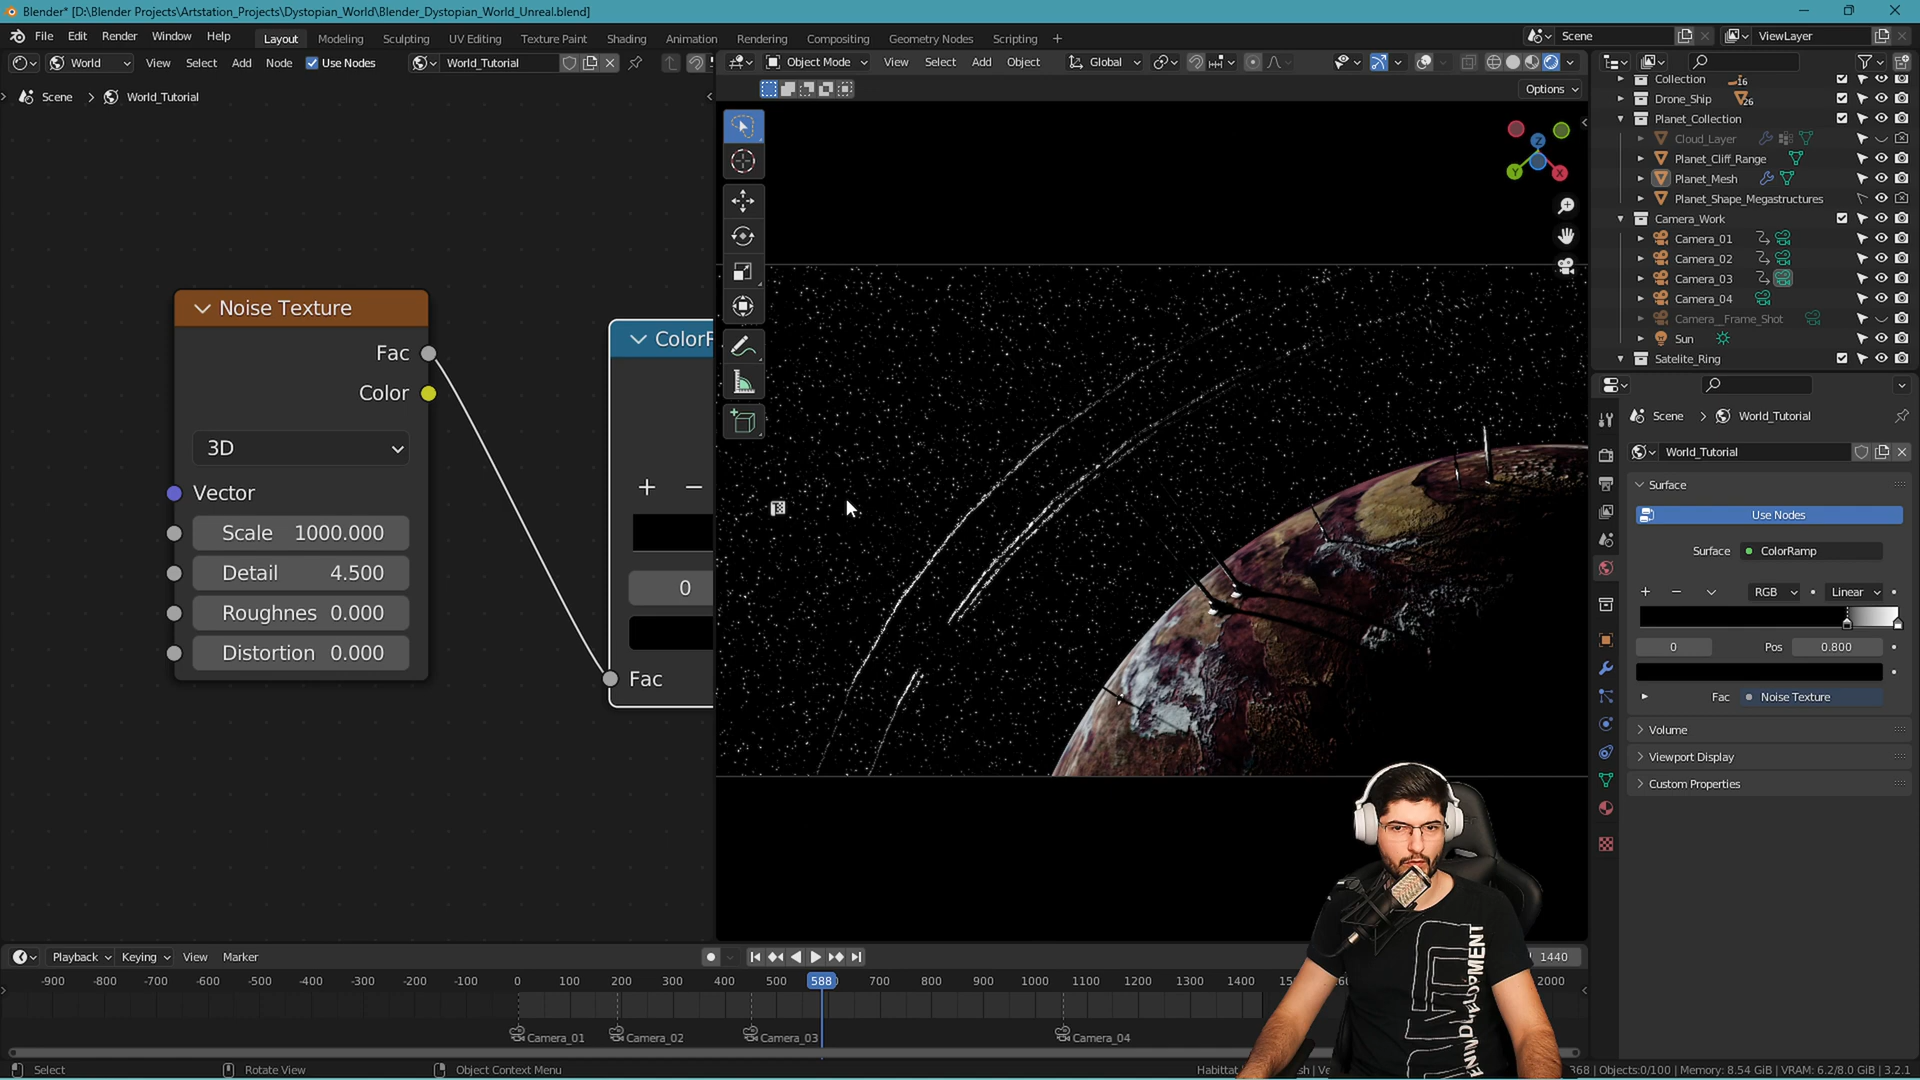 Blender* [D:\Blender Projects\Artstation_Projects\Dystopian_World\Blender_Dystopian_World_Unreal.blend]
File Edit Render Window Help
Layout Modeling Sculpting UV Editing Texture Paint Shading Animation Rendering Compositing Geometry Nodes Scripting +
Scene
ViewLayer
World View Select Add Node Use Nodes World_Tutorial
Object Mode View Select Add Object Global
Options
Scene > World_Tutorial
Noise Texture
Fac
Color
3D
Vector
Scale 1000.000
Detail 4.500
Roughnes 0.000
Distortion 0.000
ColorR
0
Fac
Z
Y
X
Collection 16
Drone_Ship 26
Planet_Collection
Cloud_Layer
Planet_Cliff_Range
Planet_Mesh
Planet_Shape_Megastructures
Camera_Work
Camera_01
Camera_02
Camera_03
Camera_04
Camera__Frame_Shot
Sun
Satelite_Ring
Scene > World_Tutorial
World_Tutorial
Surface
Use Nodes
Surface ColorRamp
RGB Linear
0 Pos 0.800
Fac Noise Texture
Volume
Viewport Display
Custom Properties
Playback Keying View Marker
1440
-900 -800 -700 -600 -500 -400 -300 -200 -100 0 100 200 300 400 500 588 700 800 900 1000 1100 1200 1300 1400 2000
Camera_01 Camera_02 Camera_03 Camera_04
Select Rotate View Object Context Menu
368 | Objects:0/100 | Memory: 8.54 GiB | VRAM: 6.2/8.0 GiB | 3.2.1